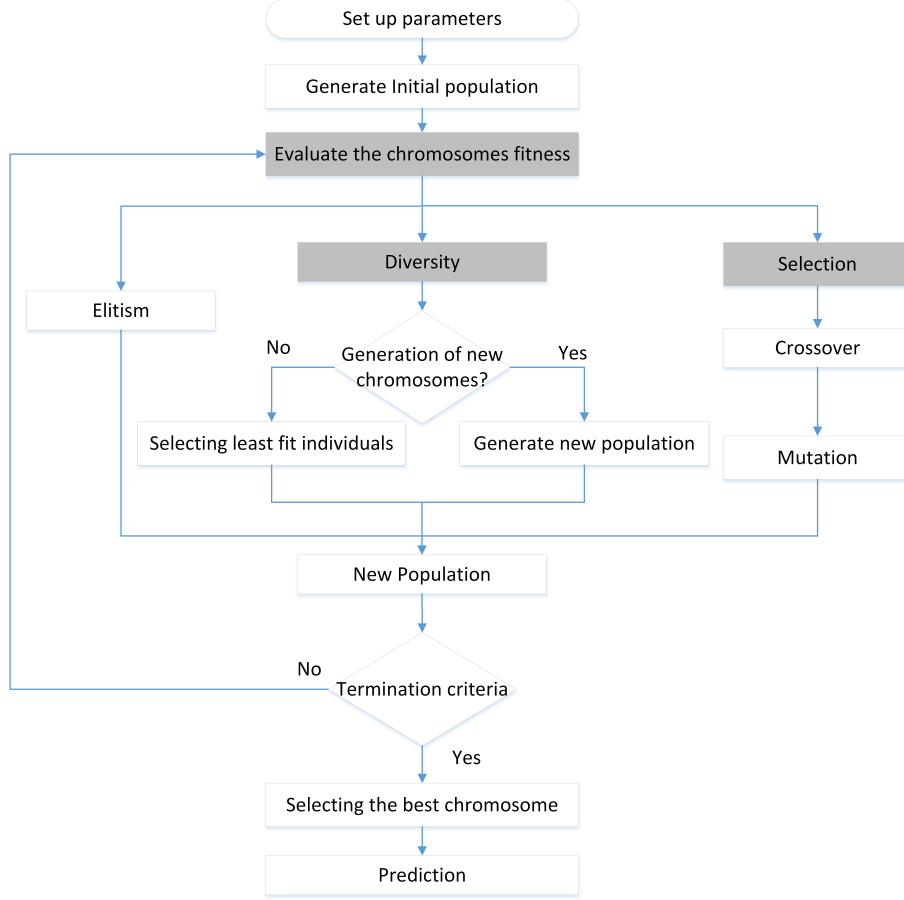 Set up parameters
Generate Initial population
Evaluate the chromosomes fitness
Diversity
Selection
Elitism
No
Generation of new
chromosomes?
Yes
Crossover
Selecting least fit individuals
Generate new population
Mutation
New Population
No
Termination criteria
Yes
Selecting the best chromosome
Prediction